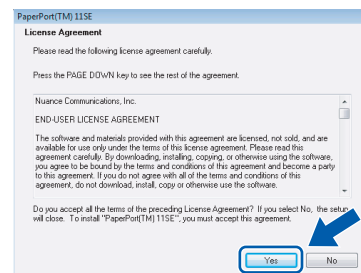 PaperPort(TM) 11SE
License Agreement
Please read the following license agreement carefully.
Press the PAGE DOWN key to see the rest of the agreement.
Nuance Communications, Inc.
END-USER LICENSE AGREEMENT
The software and materials provided with this agreement are licensed, not sold, and are
available for use only under the terms of this license agreement. Please read this
agreement carefully. By downloading, installing, copying, or otherwise using the software,
you agree to be bound by the terms and conditions of this agreement and become a party
to this agreement. If you do not agree with all of the terms and conditions of this
agreement, do not download, install, copy or otherwise use the software.
Do you accept all the terms of the preceding License Agreement? If you select No, the setup
will close. To install "PaperPort(TM) 11SE", you must accept this agreement.
Yes
No